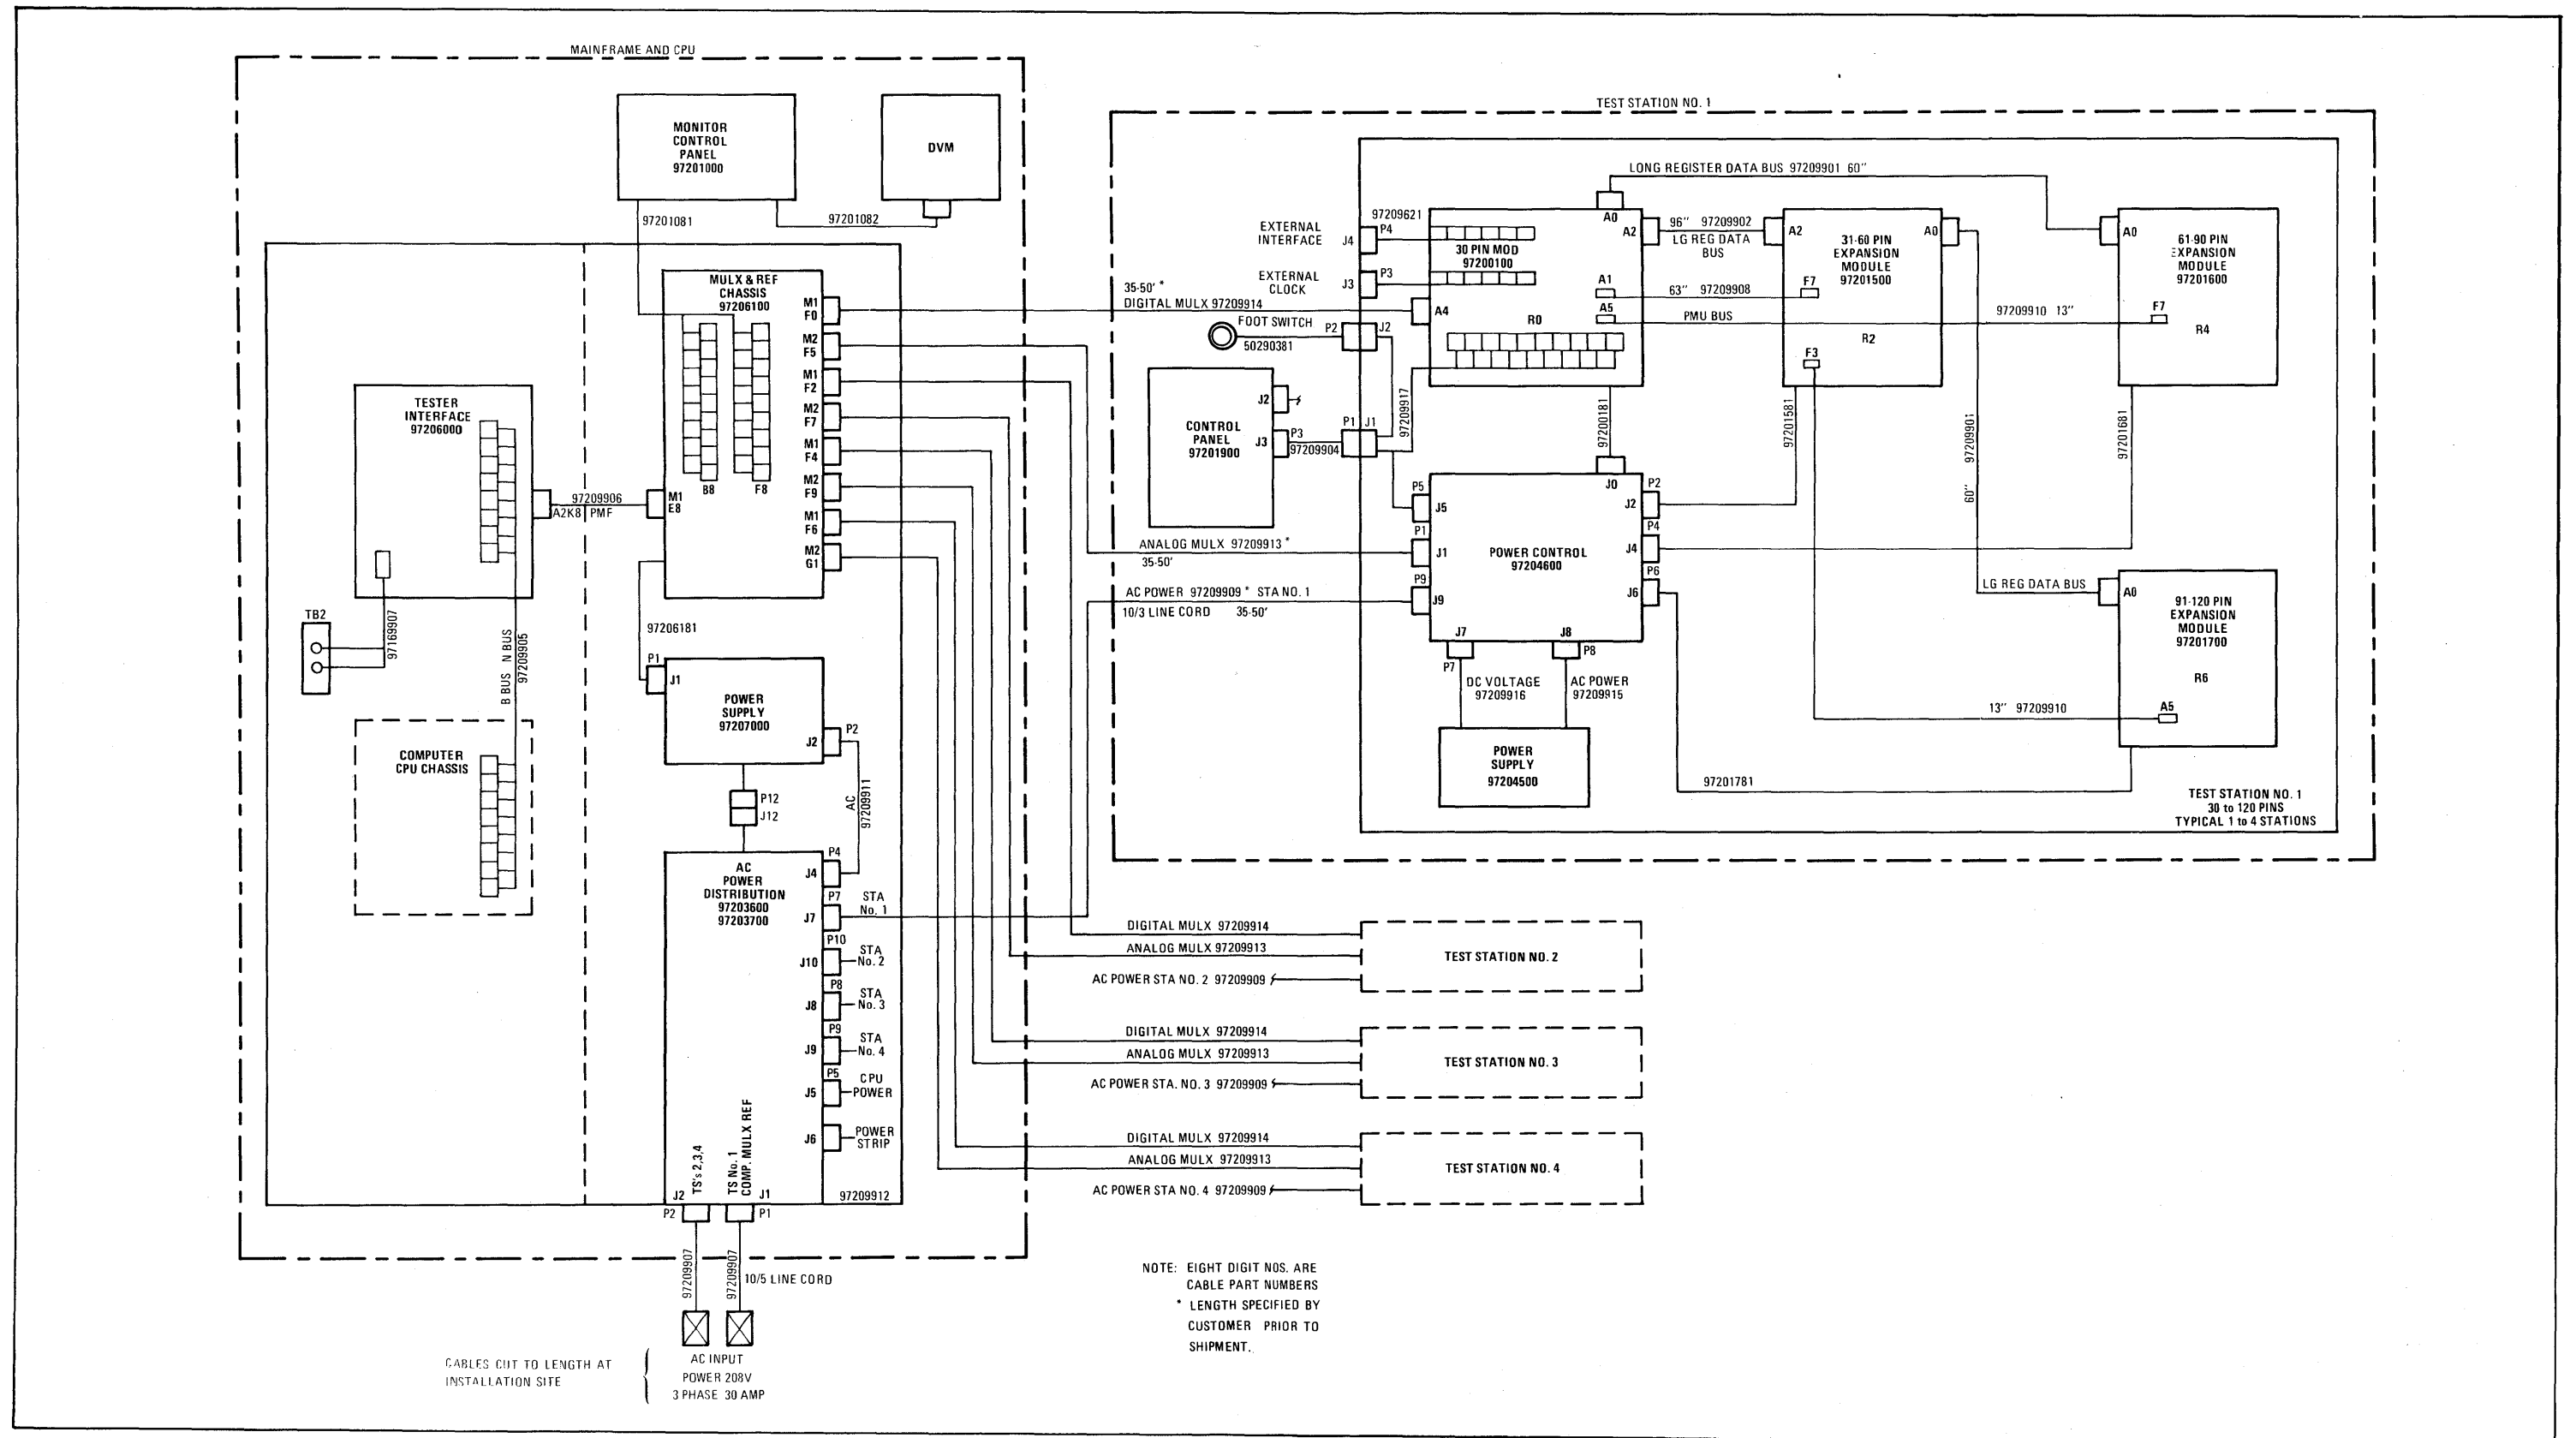 MAINFRAME AND CPU
MONITOR
CONTROL
PANEL
97201000
DVM
97201081
97201082
MULX & REF
CHASSIS
97206100
M1
F0
M2
F5
M1
F2
M2
F7
M1
F4
M2
F9
M1
F6
M2
G1
B8
F8
M1
E8
TESTER
INTERFACE
97206000
97209906
A2K8
PMF
TB2
97169907
B BUS N BUS
97209905
COMPUTER
CPU CHASSIS
97206181
P1
J1
POWER
SUPPLY
97207000
P2
J2
P12
J12
AC
97209911
AC
POWER
DISTRIBUTION
97203600
97203700
P4
J4
P7
J7
STA
No. 1
P10
J10
STA
No. 2
P8
J8
STA
No. 3
P9
J9
STA
No. 4
P5
J5
CPU
POWER
J6
POWER
STRIP
TS's 2,3,4
TS No. 1
COMP. MULX REF
J2
J1
97209912
P2
P1
97209907
97209907
10/5 LINE CORD
CABLES CUT TO LENGTH AT
INSTALLATION SITE
AC INPUT
POWER 208V
3 PHASE 30 AMP
TEST STATION NO. 1
LONG REGISTER DATA BUS 97209901 60"
EXTERNAL
INTERFACE
J4
97209621
P4
EXTERNAL
CLOCK
J3
P3
35-50' *
DIGITAL MULX 97209914
FOOT SWITCH
50290381
P2
J2
A0
A2
30 PIN MOD
97200100
A1
A5
A4
R0
96" 97209902
LG REG DATA
BUS
63" 97209908
PMU BUS
A2
A0
31-60 PIN
EXPANSION
MODULE
97201500
F7
R2
F3
A0
61-90 PIN
EXPANSION
MODULE
97201600
97209910 13"
F7
R4
CONTROL
PANEL
97201900
J2
J3
P3
97209904
P1
J1
97209917
97200181
97201581
97209901
60"
97201681
P5
J5
P1
J1
P9
J9
J0
P2
J2
P4
J4
P6
J6
POWER CONTROL
97204600
ANALOG MULX 97209913 *
35-50'
AC POWER 97209909 * STA NO. 1
10/3 LINE CORD 35-50'
J7
J8
P7
P8
DC VOLTAGE
97209916
AC POWER
97209915
POWER
SUPPLY
97204500
LG REG DATA BUS
A0
91-120 PIN
EXPANSION
MODULE
97201700
R6
13" 97209910
A5
97201781
TEST STATION NO. 1
30 to 120 PINS
TYPICAL 1 to 4 STATIONS
DIGITAL MULX 97209914
ANALOG MULX 97209913
AC POWER STA NO. 2 97209909
TEST STATION NO. 2
DIGITAL MULX 97209914
ANALOG MULX 97209913
AC POWER STA. NO. 3 97209909
TEST STATION NO. 3
DIGITAL MULX 97209914
ANALOG MULX 97209913
AC POWER STA NO. 4 97209909
TEST STATION NO. 4
NOTE: EIGHT DIGIT NOS. ARE
CABLE PART NUMBERS
* LENGTH SPECIFIED BY
CUSTOMER PRIOR TO
SHIPMENT.